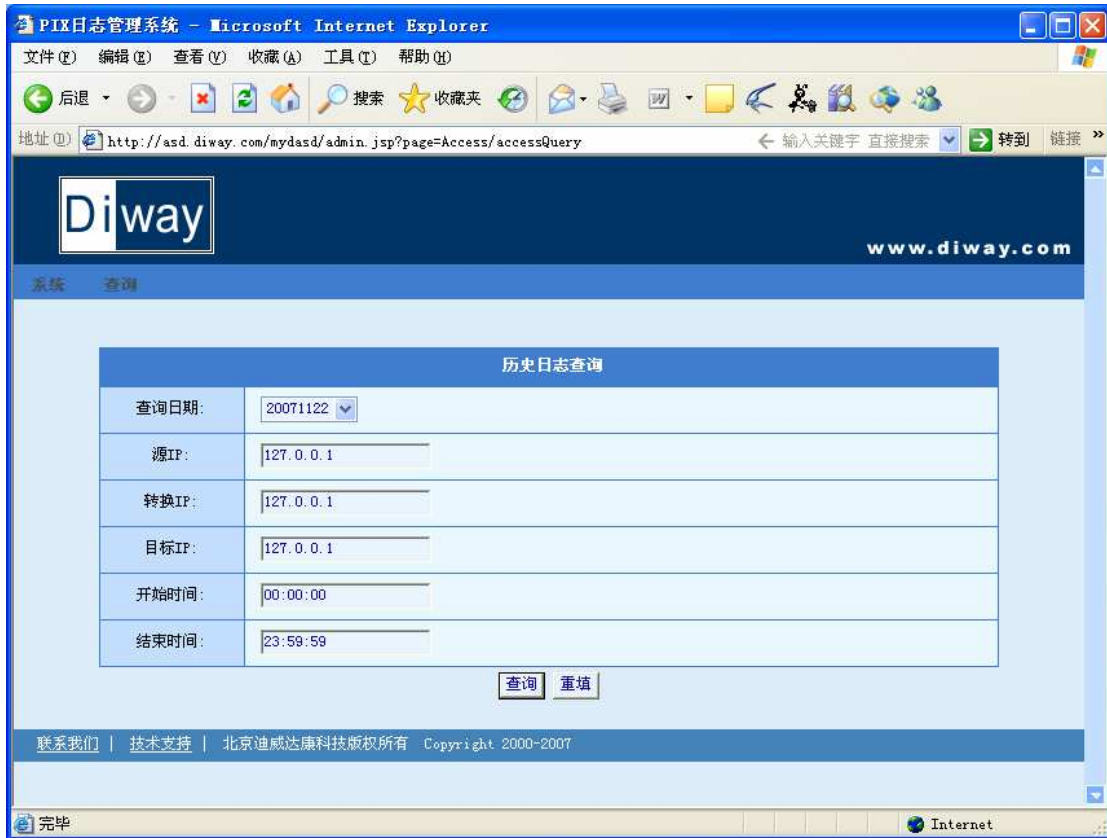 PIX日志管理系统 - Microsoft Internet Explorer
文件(F) 编辑(E) 查看(V) 收藏(A) 工具(T) 帮助(H)
后退 搜索 收藏夹 W
地址(D) http://asd.diway.com/mydasd/admin.jsp?page=Access/accessQuery 输入关键字 直接搜索 转到 链接 »
Diway
www.diway.com
系统 查询
历史日志查询
查询日期: 20071122
源IP: 127.0.0.1
转换IP: 127.0.0.1
目标IP: 127.0.0.1
开始时间: 00:00:00
结束时间: 23:59:59
查询 重填
联系我们 | 技术支持 | 北京迪威达康科技版权所有 Copyright 2000-2007
完毕 Internet